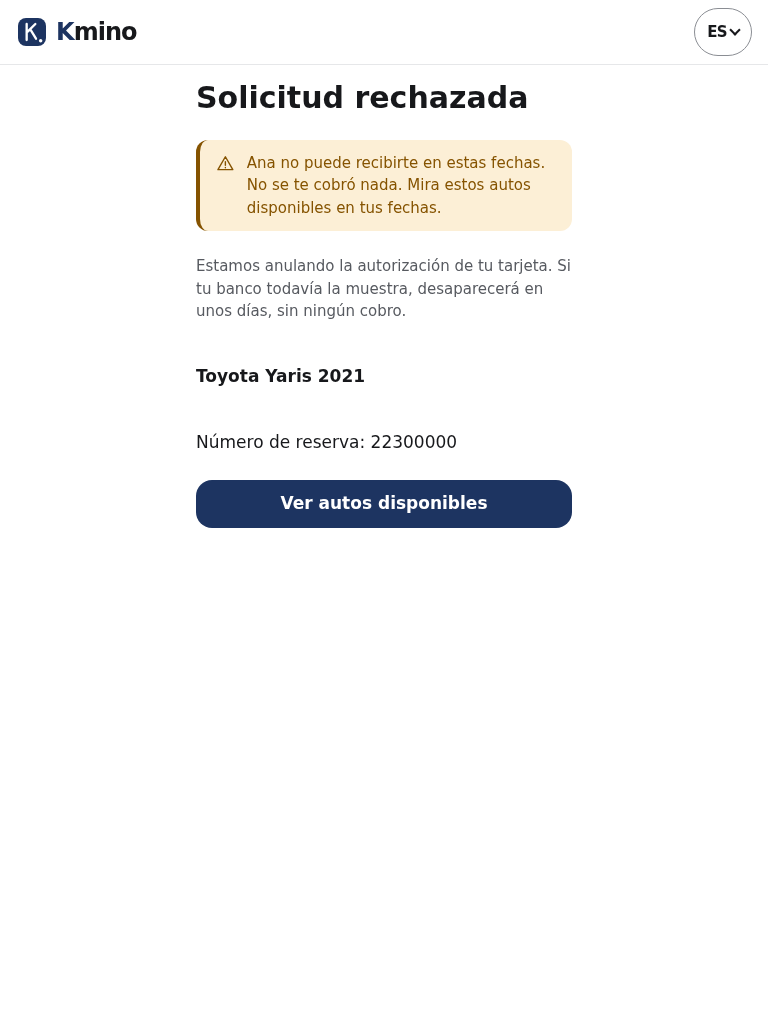 K. Kmino
ES
Solicitud rechazada
Ana no puede recibirte en estas fechas.
No se te cobró nada. Mira estos autos
disponibles en tus fechas.
Estamos anulando la autorización de tu tarjeta. Si
tu banco todavía la muestra, desaparecerá en
unos días, sin ningún cobro.
Toyota Yaris 2021
Número de reserva: 22300000
Ver autos disponibles